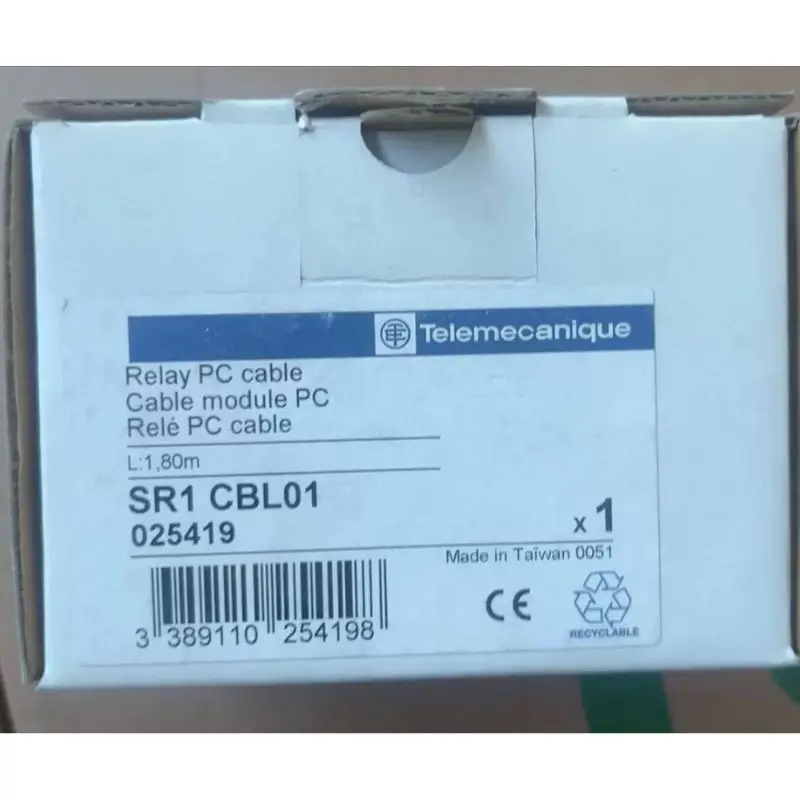 Telemecanique
Relay PC cable
Cable module PC
Relé PC cable
L:1,80m
SR1 CBL01
025419
x 1
Made in Taïwan 0051
3 389110 254198
CE
RECYCLABLE